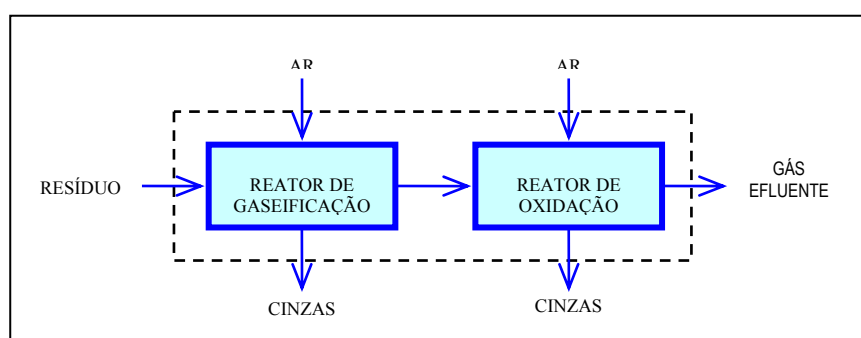 AR
AR
RESÍDUO
REATOR DE
GASEIFICAÇÃO
REATOR DE
OXIDAÇÃO
GÁS
EFLUENTE
CINZAS
CINZAS